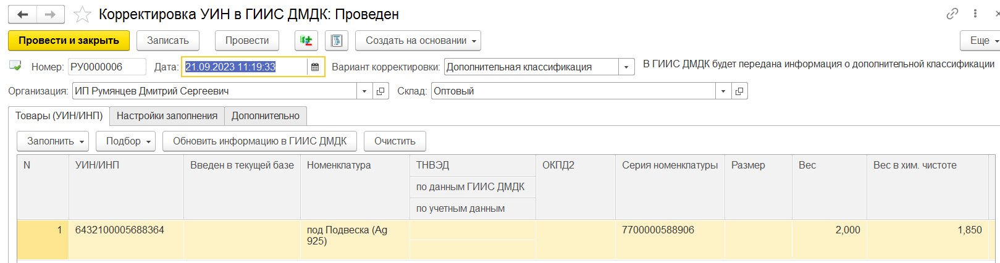 Корректировка УИН в ГИИС ДМДК: Проведен
Провести и закрыть Записать Провести Создать на основании Еще
Номер: РУ0000006 Дата: 21.09.2023 11:19:33 Вариант корректировки: Дополнительная классификация В ГИИС ДМДК будет передана информация о дополнительной классификации
Организация: ИП Румянцев Дмитрий Сергеевич Склад: Оптовый
Товары (УИН/ИНП) Настройки заполнения Дополнительно
Заполнить Подбор Обновить информацию в ГИИС ДМДК Очистить
N УИН/ИНП Введен в текущей базе Номенклатура ТНВЭД ОКПД2 Серия номенклатуры Размер Вес Вес в хим. чистоте
по данным ГИИС ДМДК
по учетным данным
1 6432100005688364 под Подвеска (Ag 7700000588906 2,000 1,850
925)